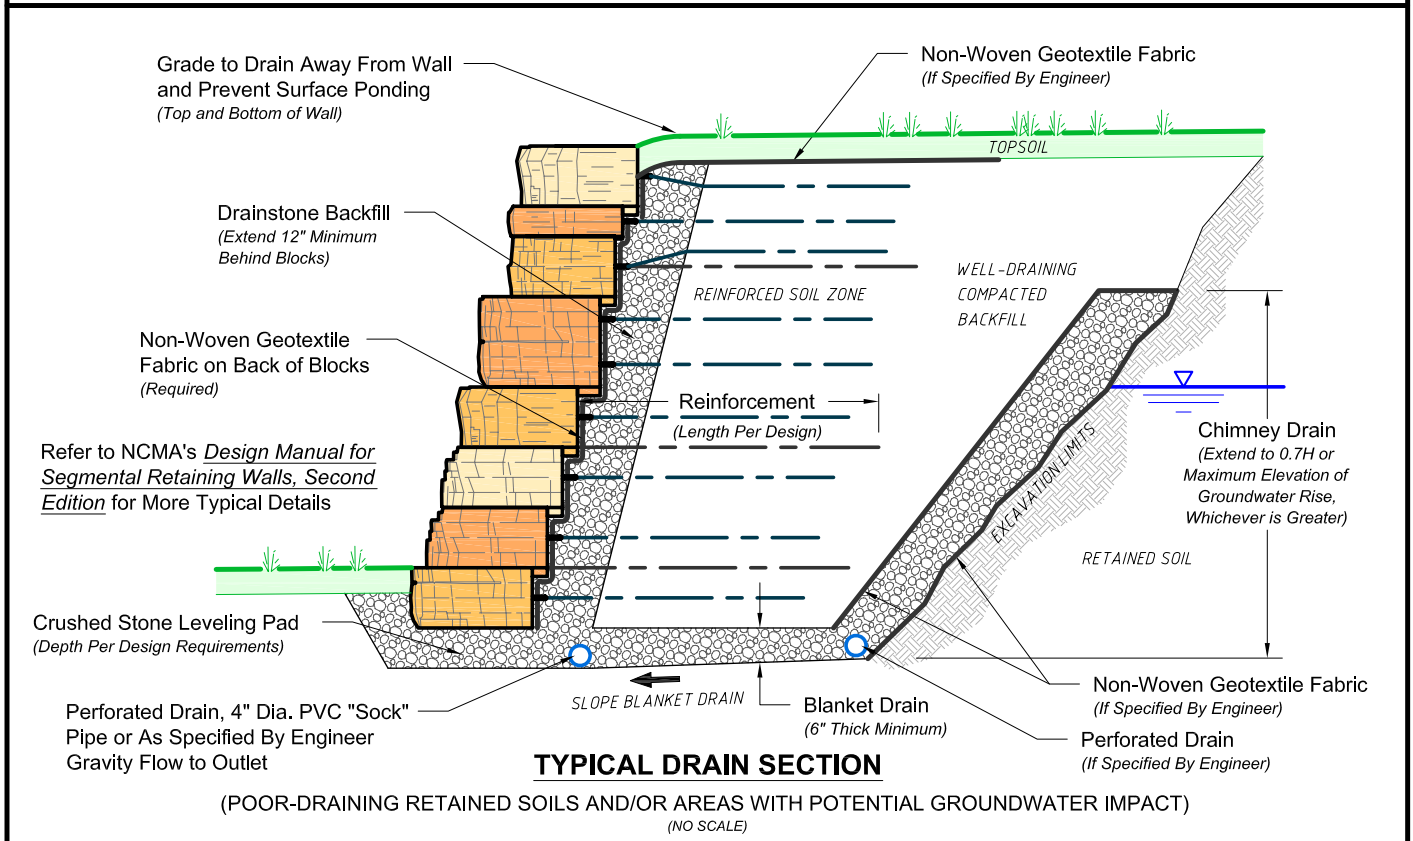 Grade to Drain Away From Wall
and Prevent Surface Ponding
(Top and Bottom of Wall)
Non-Woven Geotextile Fabric
(If Specified By Engineer)
TOPSOIL
Drainstone Backfill
(Extend 12" Minimum
Behind Blocks)
REINFORCED SOIL ZONE
WELL-DRAINING
COMPACTED
BACKFILL
Non-Woven Geotextile
Fabric on Back of Blocks
(Required)
Reinforcement
(Length Per Design)
Chimney Drain
(Extend to 0.7H or
Maximum Elevation of
Groundwater Rise,
Whichever is Greater)
Refer to NCMA's Design Manual for
Segmental Retaining Walls, Second
Edition for More Typical Details
EXCAVATION LIMITS
RETAINED SOIL
Crushed Stone Leveling Pad
(Depth Per Design Requirements)
SLOPE BLANKET DRAIN
Perforated Drain, 4" Dia. PVC "Sock"
Pipe or As Specified By Engineer
Gravity Flow to Outlet
Blanket Drain
(6" Thick Minimum)
Non-Woven Geotextile Fabric
(If Specified By Engineer)
Perforated Drain
(If Specified By Engineer)
TYPICAL DRAIN SECTION
(POOR-DRAINING RETAINED SOILS AND/OR AREAS WITH POTENTIAL GROUNDWATER IMPACT)
(NO SCALE)